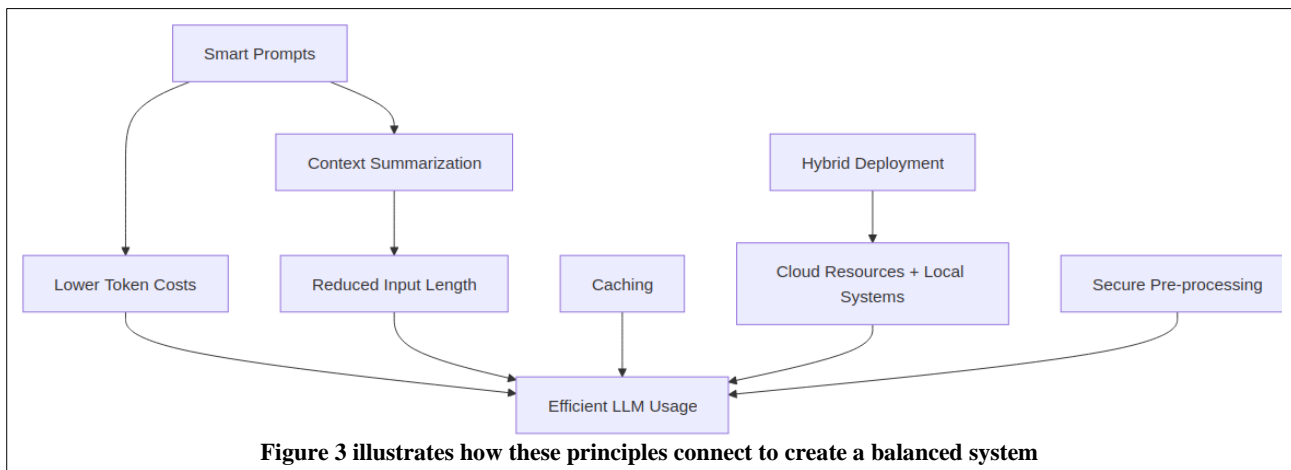 Smart Prompts
Context Summarization
Hybrid Deployment
Lower Token Costs
Reduced Input Length
Caching
Cloud Resources + Local
Systems
Secure Pre-processing
Efficient LLM Usage
Figure 3 illustrates how these principles connect to create a balanced system